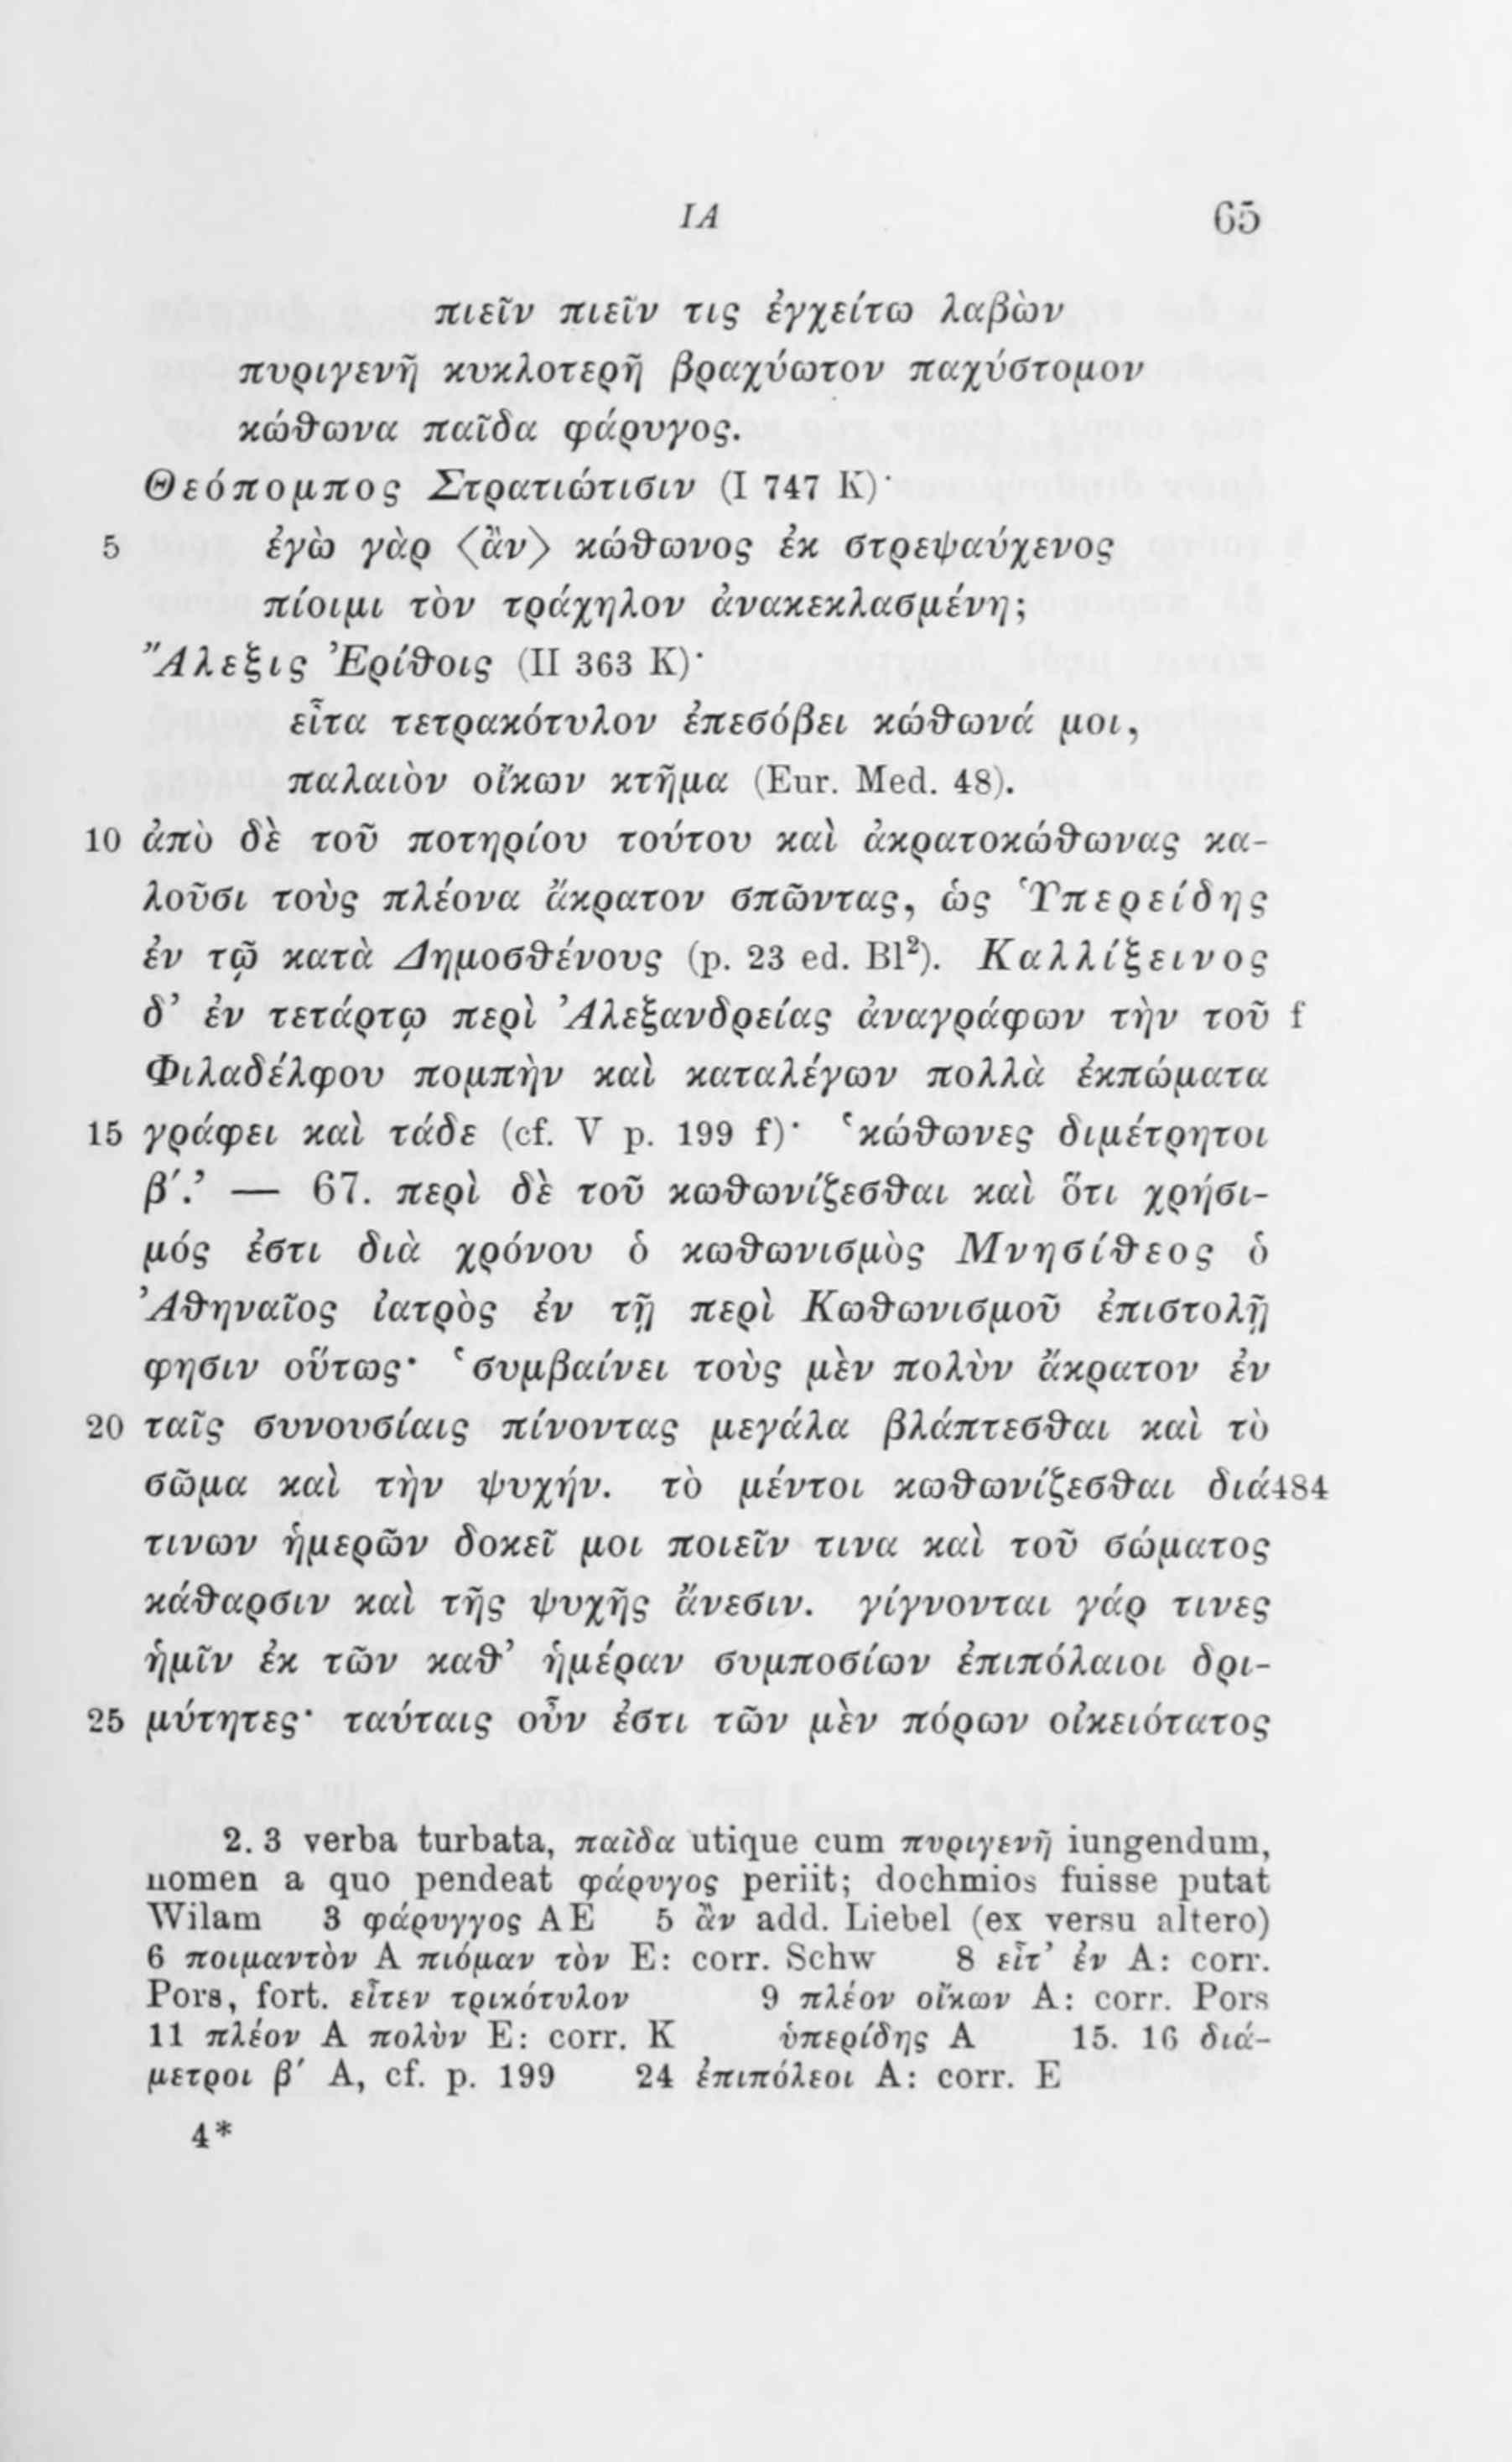 ΙΑ 65
πιεῖν πιεῖν τις ἐγχείτω λαβὼν
πυριγενῆ κυκλοτερῆ βραχύωτον παχύστομον
κώθωνα παῖδα φάρυγος.
Θεόπομπος Στρατιώτισιν (I 747 K)·
5 ἐγὼ γὰρ 〈ἂν〉 κώθωνος ἐκ στρεψαύχενος
πίοιμι τὸν τράχηλον ἀνακεκλασμένη;
Ἄλεξις Ἐρίθοις (II 363 K)·
εἶτα τετρακότυλον ἐπεσόβει κώθωνά μοι,
παλαιὸν οἴκων κτῆμα (Eur. Med. 48).
10 ἀπὸ δὲ τοῦ ποτηρίου τούτου καὶ ἀκρατοκώθωνας κα-
λοῦσι τοὺς πλέονα ἄκρατον σπῶντας, ὡς Ὑπερείδης
ἐν τῷ κατὰ Δημοσθένους (p. 23 ed. Bl²). Καλλίξεινος
δ’ ἐν τετάρτῳ περὶ Ἀλεξανδρείας ἀναγράφων τὴν τοῦ f
Φιλαδέλφου πομπὴν καὶ καταλέγων πολλὰ ἐκπώματα
15 γράφει καὶ τάδε (cf. V p. 199 f)· ‘κώθωνες διμέτρητοι
β′.’ — 67. περὶ δὲ τοῦ κωθωνίζεσθαι καὶ ὅτι χρήσι-
μός ἐστι διὰ χρόνου ὁ κωθωνισμὸς Μνησίθεος ὁ
Ἀθηναῖος ἰατρὸς ἐν τῇ περὶ Κωθωνισμοῦ ἐπιστολῇ
φησιν οὕτως· ‘συμβαίνει τοὺς μὲν πολὺν ἄκρατον ἐν
20 ταῖς συνουσίαις πίνοντας μεγάλα βλάπτεσθαι καὶ τὸ
σῶμα καὶ τὴν ψυχήν. τὸ μέντοι κωθωνίζεσθαι διά 484
τινων ἡμερῶν δοκεῖ μοι ποιεῖν τινα καὶ τοῦ σώματος
κάθαρσιν καὶ τῆς ψυχῆς ἄνεσιν. γίγνονται γάρ τινες
ἡμῖν ἐκ τῶν καθ’ ἡμέραν συμποσίων ἐπιπόλαιοι δρι-
25 μύτητες· ταύταις οὖν ἐστι τῶν μὲν πόρων οἰκειότατος
2. 3 verba turbata, παῖδα utique cum πυριγενῆ iungendum,
nomen a quo pendeat φάρυγος periit; dochmios fuisse putat
Wilam 3 φάρυγγος AE 5 ἂν add. Liebel (ex versu altero)
6 ποιμαντὸν A πιόμαν τὸν E: corr. Schw 8 εἶτ’ ἐν A: corr.
Pors, fort. εἶτεν τρικότυλον 9 πλέον οἴκων A: corr. Pors
11 πλέον A πολὺν E: corr. K ὑπερίδης A 15. 16 διά-
μετροι β′ A, cf. p. 199 24 ἐπιπόλεοι A: corr. E
4*